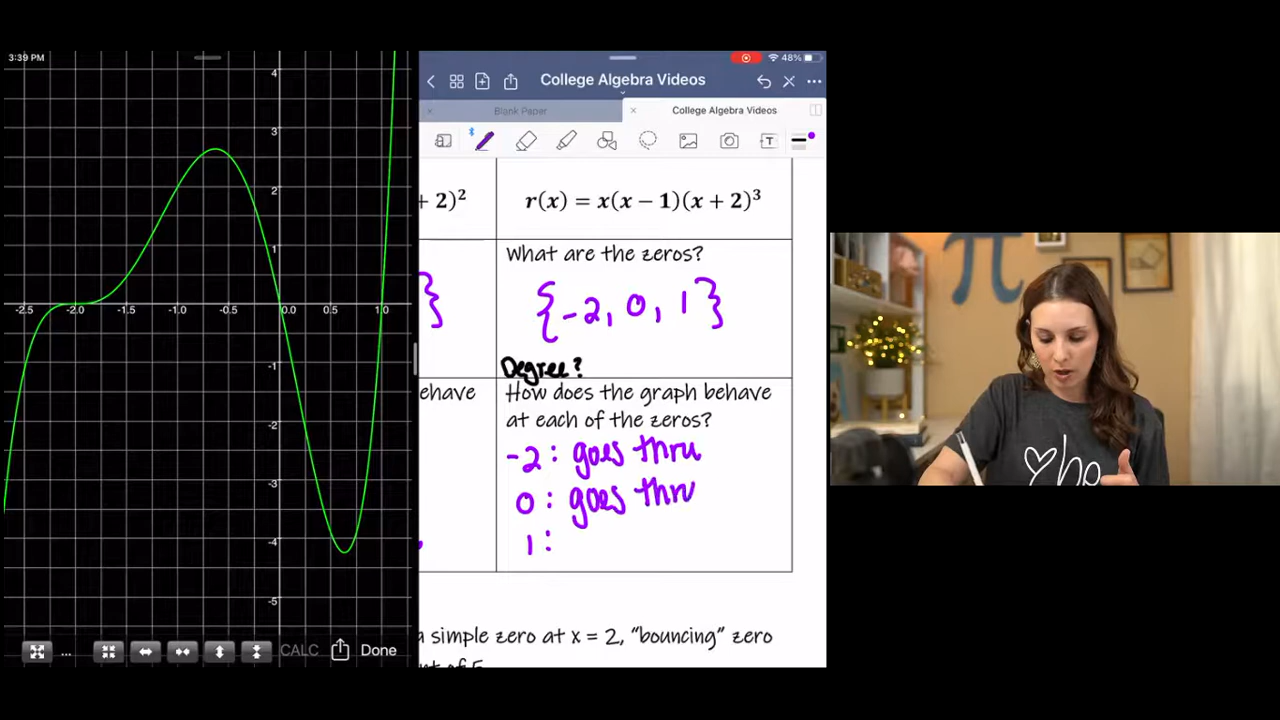 3:39 PM
4
3
2
1
-2.5 -2.0 -1.5 -1.0 -0.5 0.0 0.5 1.0
-1
-2
-3
-4
-5
... CALC Done
48%
College Algebra Videos
Blank Paper
College Algebra Videos
T
+ 2)²
r(x) = x(x − 1)(x + 2)³
What are the zeros?
}
{-2, 0, 1}
Degree?
ehave
How does the graph behave
at each of the zeros?
-2: goes thru
0: goes thru
1:
a simple zero at x = 2, "bouncing" zero
of 5
π